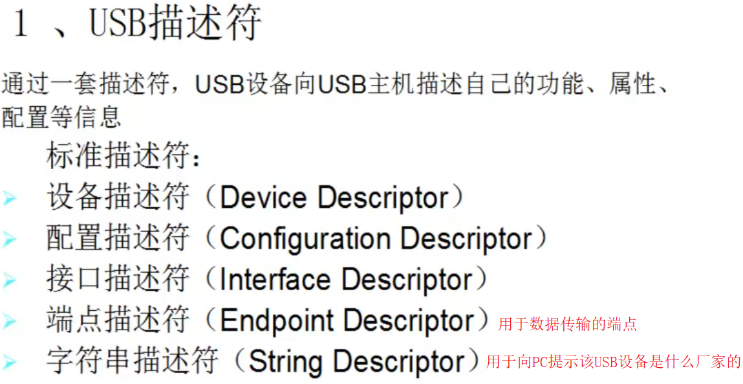 1 、USB描述符
通过一套描述符，USB设备向USB主机描述自己的功能、属性、
配置等信息
标准描述符：
设备描述符（Device Descriptor）
配置描述符（Configuration Descriptor）
接口描述符（Interface Descriptor）
端点描述符（Endpoint Descriptor）用于数据传输的端点
字符串描述符（String Descriptor）用于向PC提示该USB设备是什么厂家的